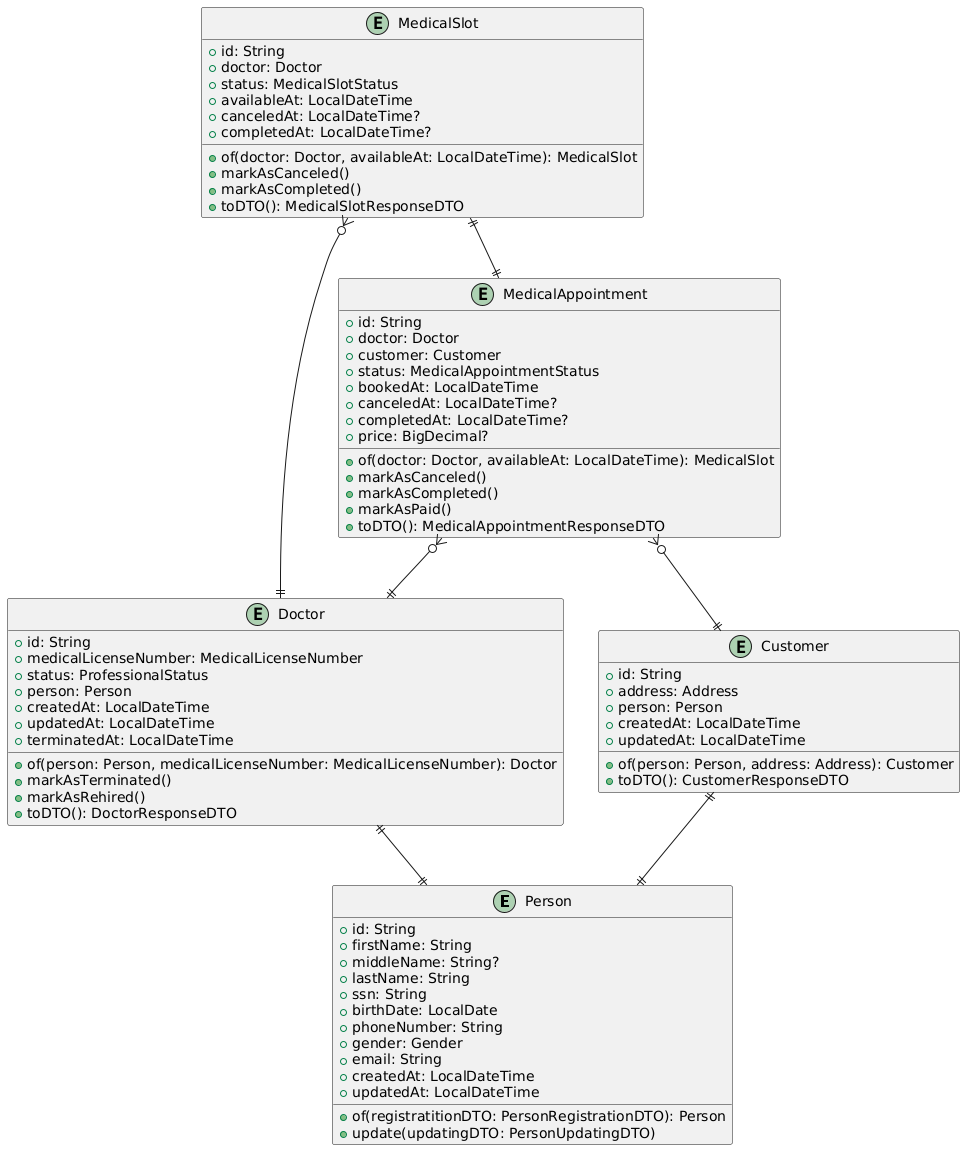 E MedicalSlot
id: String
doctor: Doctor
status: MedicalSlotStatus
availableAt: LocalDateTime
canceledAt: LocalDateTime?
completedAt: LocalDateTime?
of(doctor: Doctor, availableAt: LocalDateTime): MedicalSlot
markAsCanceled()
markAsCompleted()
toDTO(): MedicalSlotResponseDTO
E MedicalAppointment
id: String
doctor: Doctor
customer: Customer
status: MedicalAppointmentStatus
bookedAt: LocalDateTime
canceledAt: LocalDateTime?
completedAt: LocalDateTime?
price: BigDecimal?
of(doctor: Doctor, availableAt: LocalDateTime): MedicalSlot
markAsCanceled()
markAsCompleted()
markAsPaid()
toDTO(): MedicalAppointmentResponseDTO
E Doctor
id: String
medicalLicenseNumber: MedicalLicenseNumber
status: ProfessionalStatus
person: Person
createdAt: LocalDateTime
updatedAt: LocalDateTime
terminatedAt: LocalDateTime
of(person: Person, medicalLicenseNumber: MedicalLicenseNumber): Doctor
markAsTerminated()
markAsRehired()
toDTO(): DoctorResponseDTO
E Customer
id: String
address: Address
person: Person
createdAt: LocalDateTime
updatedAt: LocalDateTime
of(person: Person, address: Address): Customer
toDTO(): CustomerResponseDTO
E Person
id: String
firstName: String
middleName: String?
lastName: String
ssn: String
birthDate: LocalDate
phoneNumber: String
gender: Gender
email: String
createdAt: LocalDateTime
updatedAt: LocalDateTime
of(registratitionDTO: PersonRegistrationDTO): Person
update(updatingDTO: PersonUpdatingDTO)